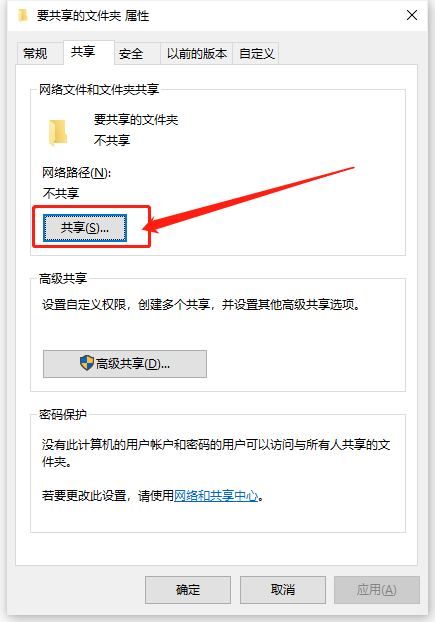 要共享的文件夹 属性
常规 共享 安全 以前的版本 自定义
网络文件和文件夹共享
要共享的文件夹
不共享
网络路径(N):
不共享
共享(S)...
高级共享
设置自定义权限，创建多个共享，并设置其他高级共享选项。
高级共享(D)...
密码保护
没有此计算机的用户帐户和密码的用户可以访问与所有人共享的文
件夹。
若要更改此设置，请使用网络和共享中心。
确定 取消 应用(A)